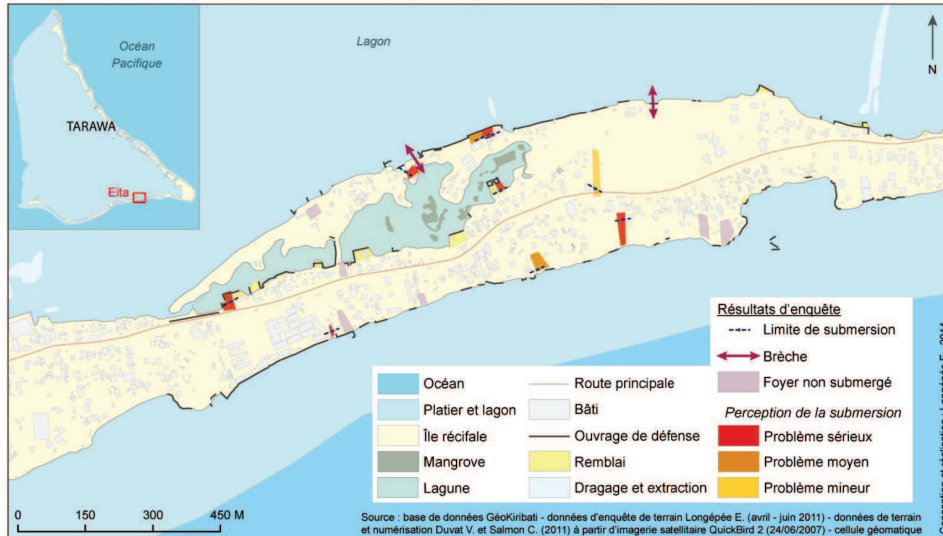 Océan
Pacifique
TARAWA
Eita
Lagon
N
Résultats d'enquête
Limite de submersion
Brèche
Foyer non submergé
Perception de la submersion
Problème sérieux
Problème moyen
Problème mineur
Océan
Platier et lagon
Île récifale
Mangrove
Lagune
Route principale
Bâti
Ouvrage de défense
Remblai
Dragage et extraction
0 150 300 450 M
Source : base de données GéoKiribati - données d'enquête de terrain Longépée E. (avril - juin 2011) - données de terrain
et numérisation Duvat V. et Salmon C. (2011) à partir d'imagerie satellitaire QuickBird 2 (24/06/2007) - cellule géomatique